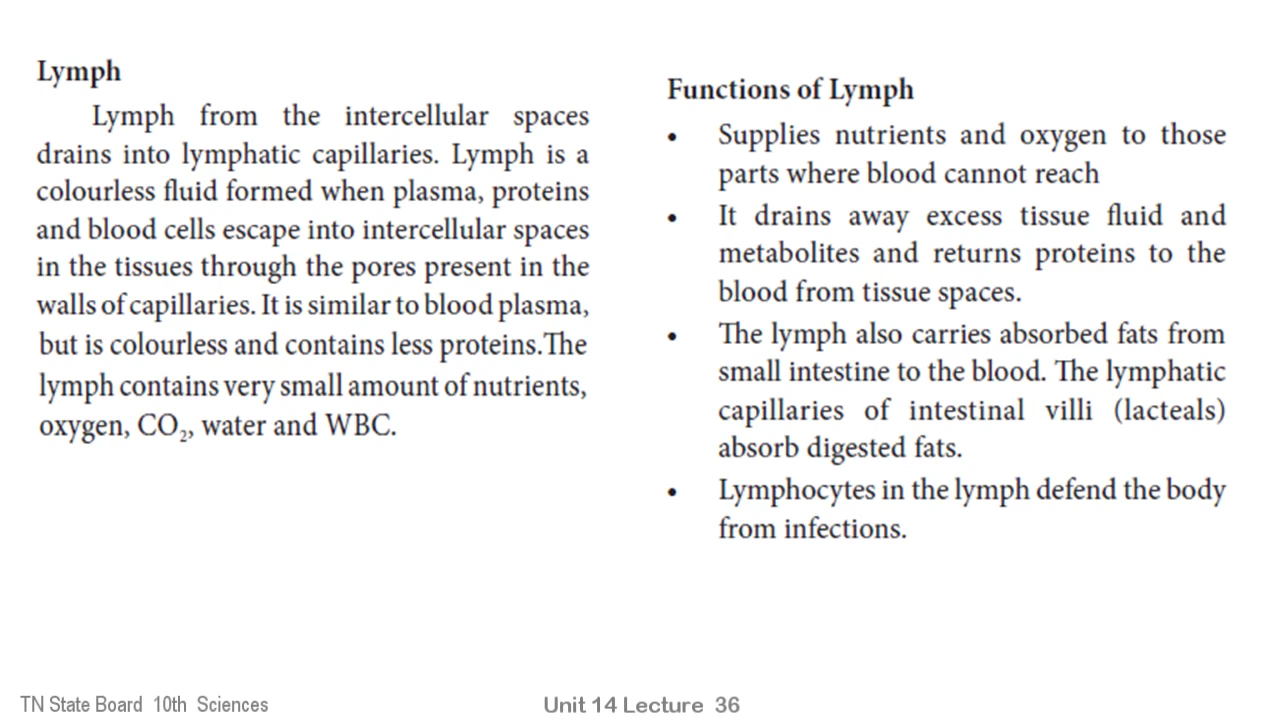 Lymph
Lymph from the intercellular spaces
drains into lymphatic capillaries. Lymph is a
colourless fluid formed when plasma, proteins
and blood cells escape into intercellular spaces
in the tissues through the pores present in the
walls of capillaries. It is similar to blood plasma,
but is colourless and contains less proteins.The
lymph contains very small amount of nutrients,
oxygen, CO₂, water and WBC.
Functions of Lymph
• Supplies nutrients and oxygen to those
parts where blood cannot reach
• It drains away excess tissue fluid and
metabolites and returns proteins to the
blood from tissue spaces.
• The lymph also carries absorbed fats from
small intestine to the blood. The lymphatic
capillaries of intestinal villi (lacteals)
absorb digested fats.
• Lymphocytes in the lymph defend the body
from infections.
TN State Board 10th Sciences
Unit 14 Lecture 36